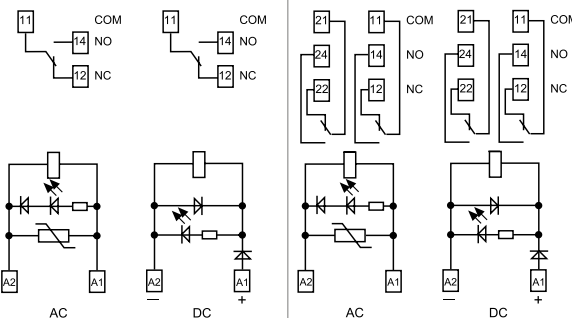 11 COM 11 COM 21 11 COM 21 11 COM
14 NO 14 NO 24 14 NO 24 14 NO
12 NC 12 NC 22 12 NC 22 12 NC
A2 A1 A2 A1 A2 A1 A2 A1
— + — +
AC DC AC DC